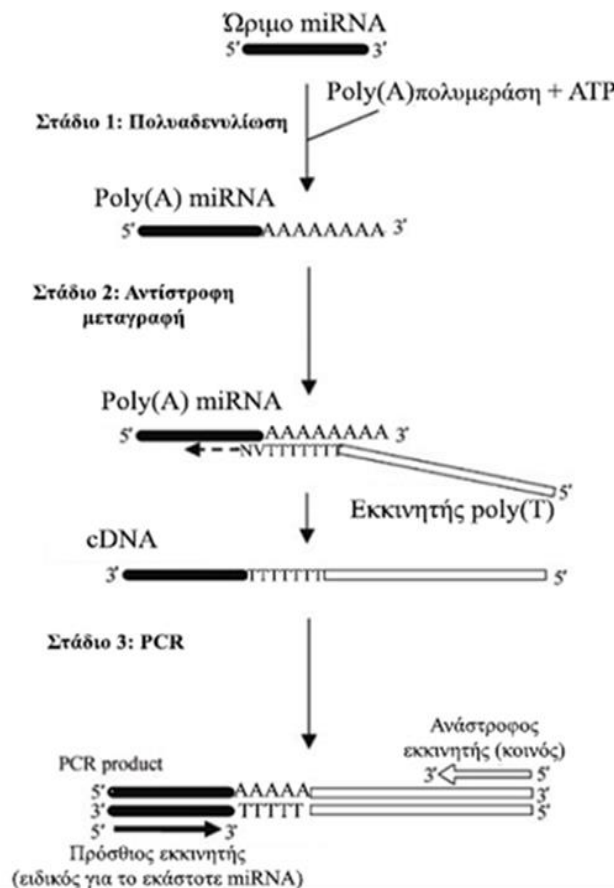 Ώριμο miRNA
5' 3'
Poly(A)πολυμεράση + ATP
Στάδιο 1: Πολυαδενυλίωση
Poly(A) miRNA
5' AAAAAAAA 3'
Στάδιο 2: Αντίστροφη
μεταγραφή
Poly(A) miRNA
5' AAAAAAAA 3'
NVTTTTTTT
5'
Εκκινητής poly(T)
cDNA
3' TTTTTTT 5'
Στάδιο 3: PCR
Ανάστροφος
εκκινητής (κοινός)
3' 5'
PCR product
5' AAAAA 3'
3' TTTTT 5'
5' 3'
Πρόσθιος εκκινητής
(ειδικός για το εκάστοτε miRNA)